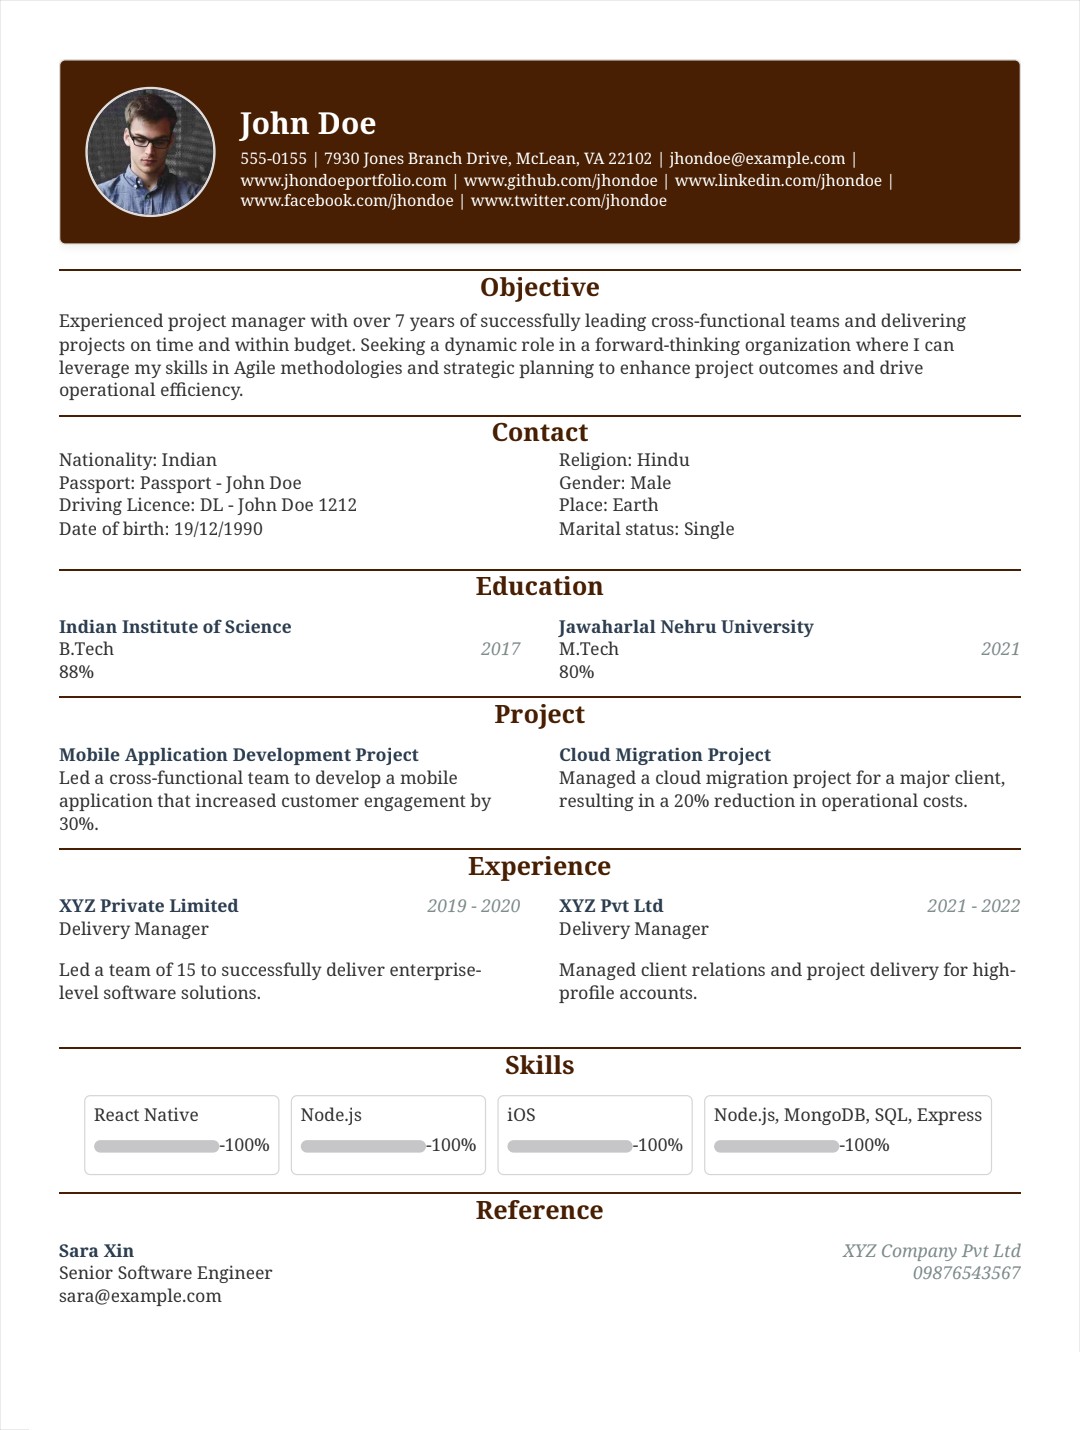 John Doe
555-0155 | 7930 Jones Branch Drive, McLean, VA 22102 | jhondoe@example.com |
www.jhondoeportfolio.com | www.github.com/jhondoe | www.linkedin.com/jhondoe |
www.facebook.com/jhondoe | www.twitter.com/jhondoe
Objective
Experienced project manager with over 7 years of successfully leading cross-functional teams and delivering
projects on time and within budget. Seeking a dynamic role in a forward-thinking organization where I can
leverage my skills in Agile methodologies and strategic planning to enhance project outcomes and drive
operational efficiency.
Contact
Nationality: Indian
Passport: Passport - John Doe
Driving Licence: DL - John Doe 1212
Date of birth: 19/12/1990
Religion: Hindu
Gender: Male
Place: Earth
Marital status: Single
Education
Indian Institute of Science
B.Tech 2017
88%
Jawaharlal Nehru University
M.Tech 2021
80%
Project
Mobile Application Development Project
Led a cross-functional team to develop a mobile
application that increased customer engagement by
30%.
Cloud Migration Project
Managed a cloud migration project for a major client,
resulting in a 20% reduction in operational costs.
Experience
XYZ Private Limited 2019 - 2020
Delivery Manager
Led a team of 15 to successfully deliver enterprise-
level software solutions.
XYZ Pvt Ltd 2021 - 2022
Delivery Manager
Managed client relations and project delivery for high-
profile accounts.
Skills
React Native
-100%
Node.js
-100%
iOS
-100%
Node.js, MongoDB, SQL, Express
-100%
Reference
Sara Xin XYZ Company Pvt Ltd
Senior Software Engineer 09876543567
sara@example.com